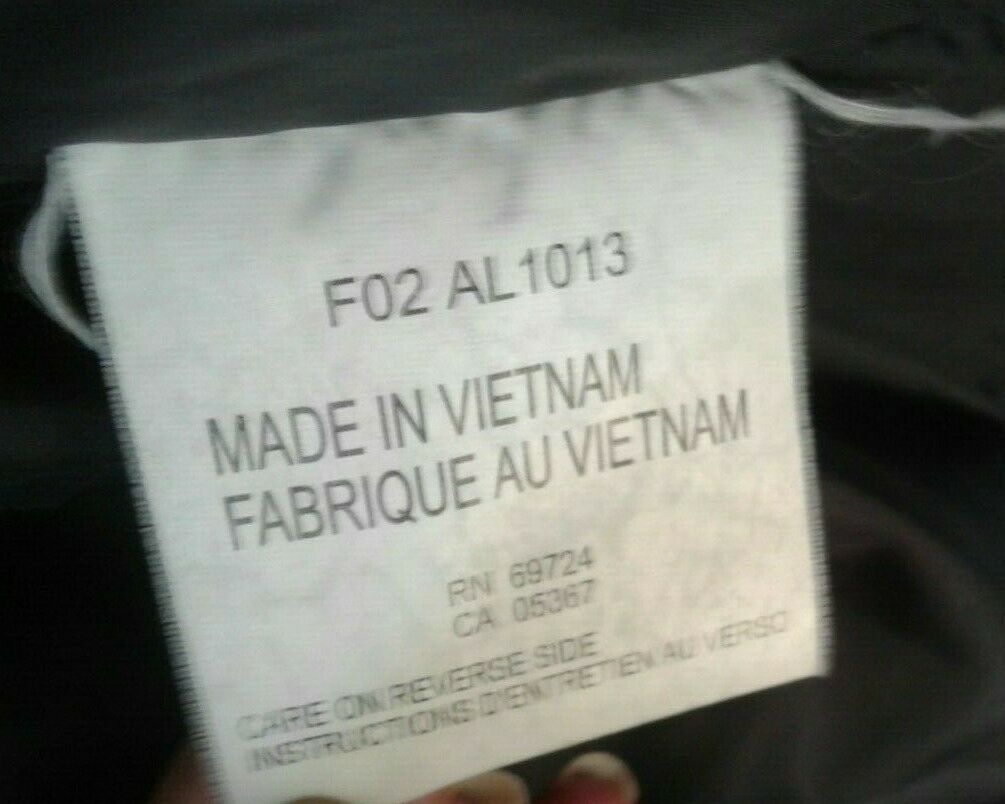 F02 AL1013
MADE IN VIETNAM
FABRIQUE AU VIETNAM
RN 69724
CA 05367
CARE ON REVERSE SIDE
INSTRUCTIONS D'ENTRETIEN AU VERSO